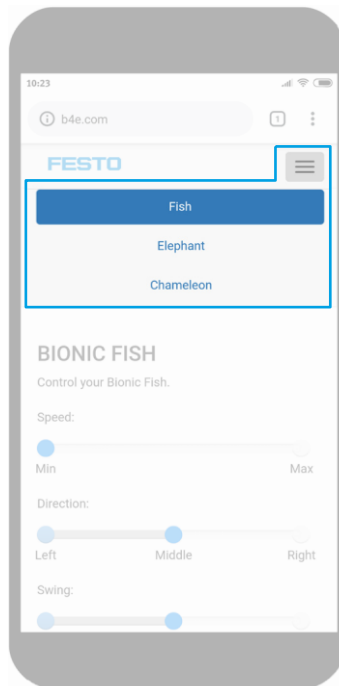 10:23
b4e.com
1
FESTO
Fish
Elephant
Chameleon
BIONIC FISH
Control your Bionic Fish.
Speed:
Min Max
Direction:
Left Middle Right
Swing: